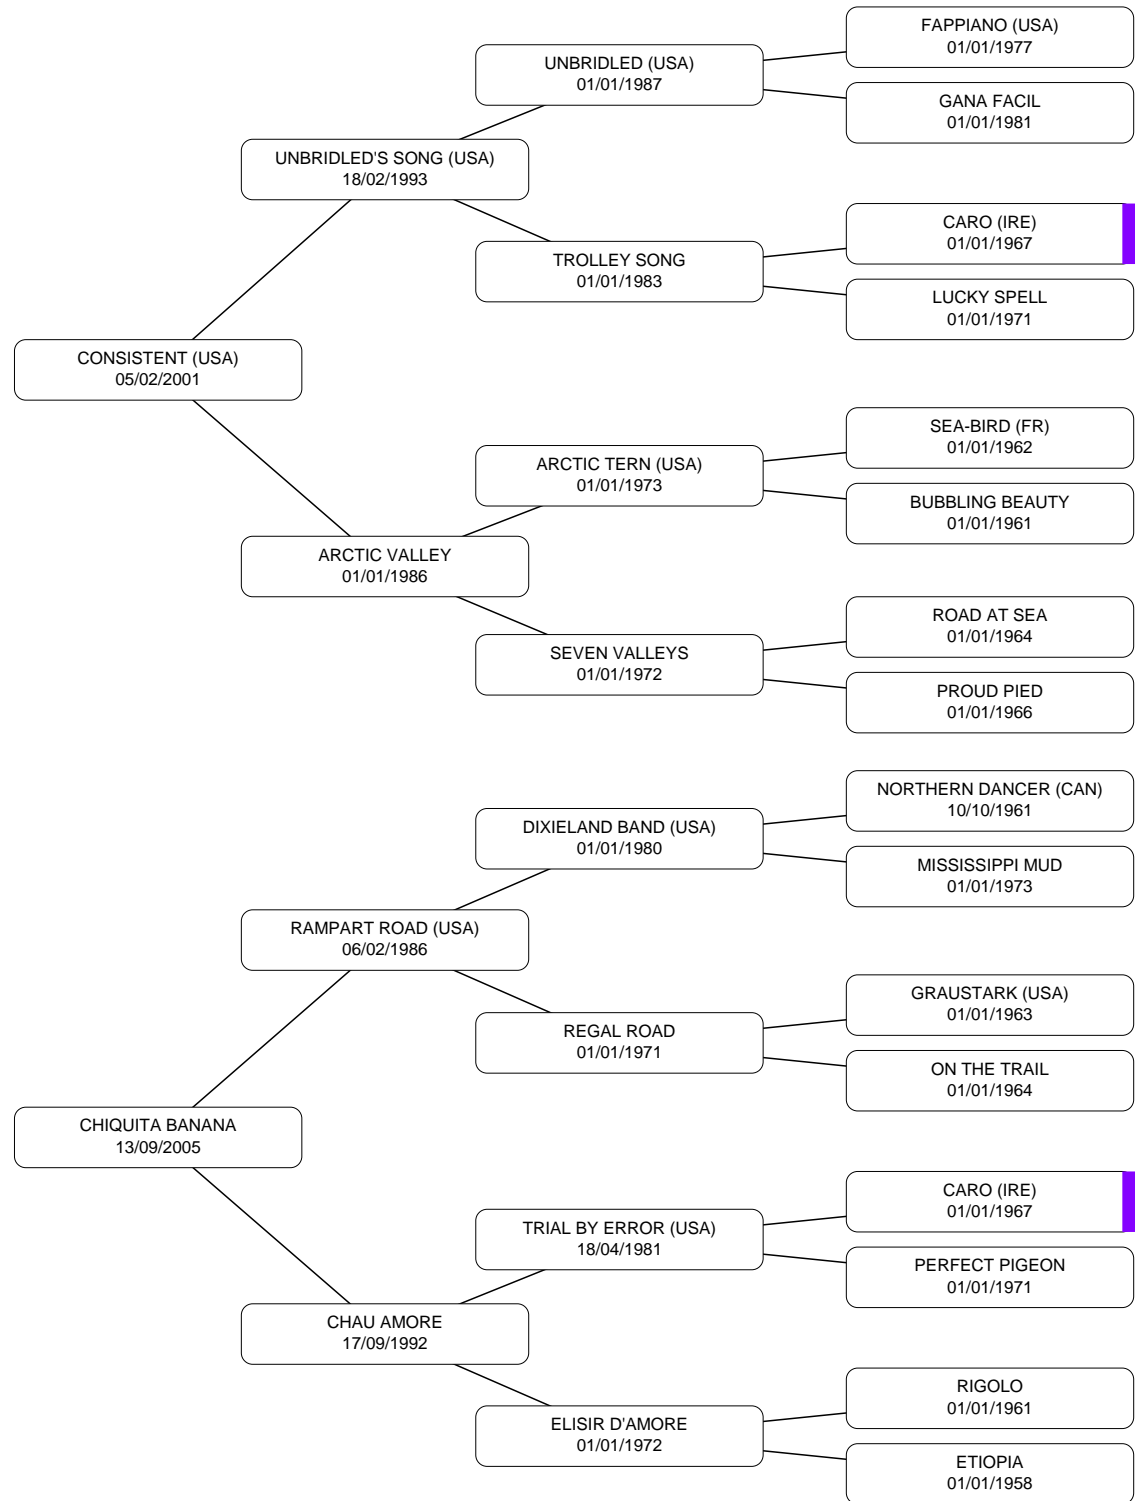 FAPPIANO (USA)
01/01/1977
UNBRIDLED (USA)
01/01/1987
GANA FACIL
01/01/1981
UNBRIDLED'S SONG (USA)
18/02/1993
CARO (IRE)
01/01/1967
TROLLEY SONG
01/01/1983
LUCKY SPELL
01/01/1971
CONSISTENT (USA)
05/02/2001
SEA-BIRD (FR)
01/01/1962
ARCTIC TERN (USA)
01/01/1973
BUBBLING BEAUTY
01/01/1961
ARCTIC VALLEY
01/01/1986
ROAD AT SEA
01/01/1964
SEVEN VALLEYS
01/01/1972
PROUD PIED
01/01/1966
NORTHERN DANCER (CAN)
10/10/1961
DIXIELAND BAND (USA)
01/01/1980
MISSISSIPPI MUD
01/01/1973
RAMPART ROAD (USA)
06/02/1986
GRAUSTARK (USA)
01/01/1963
REGAL ROAD
01/01/1971
ON THE TRAIL
01/01/1964
CHIQUITA BANANA
13/09/2005
CARO (IRE)
01/01/1967
TRIAL BY ERROR (USA)
18/04/1981
PERFECT PIGEON
01/01/1971
CHAU AMORE
17/09/1992
RIGOLO
01/01/1961
ELISIR D'AMORE
01/01/1972
ETIOPIA
01/01/1958